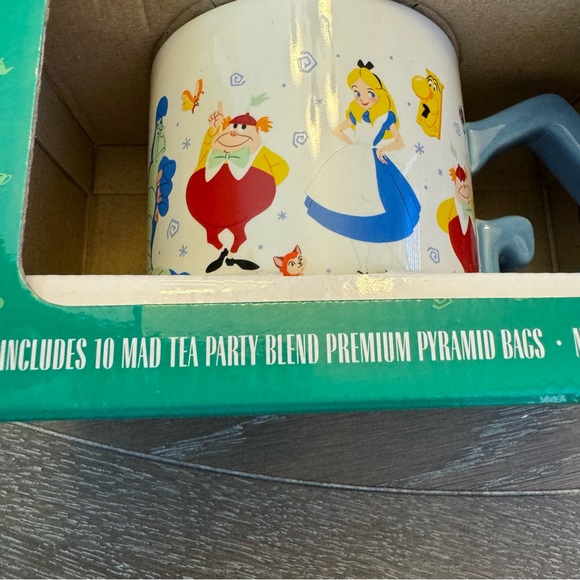 INCLUDES 10 MAD TEA PARTY BLEND PREMIUM PYRAMID BAGS ·